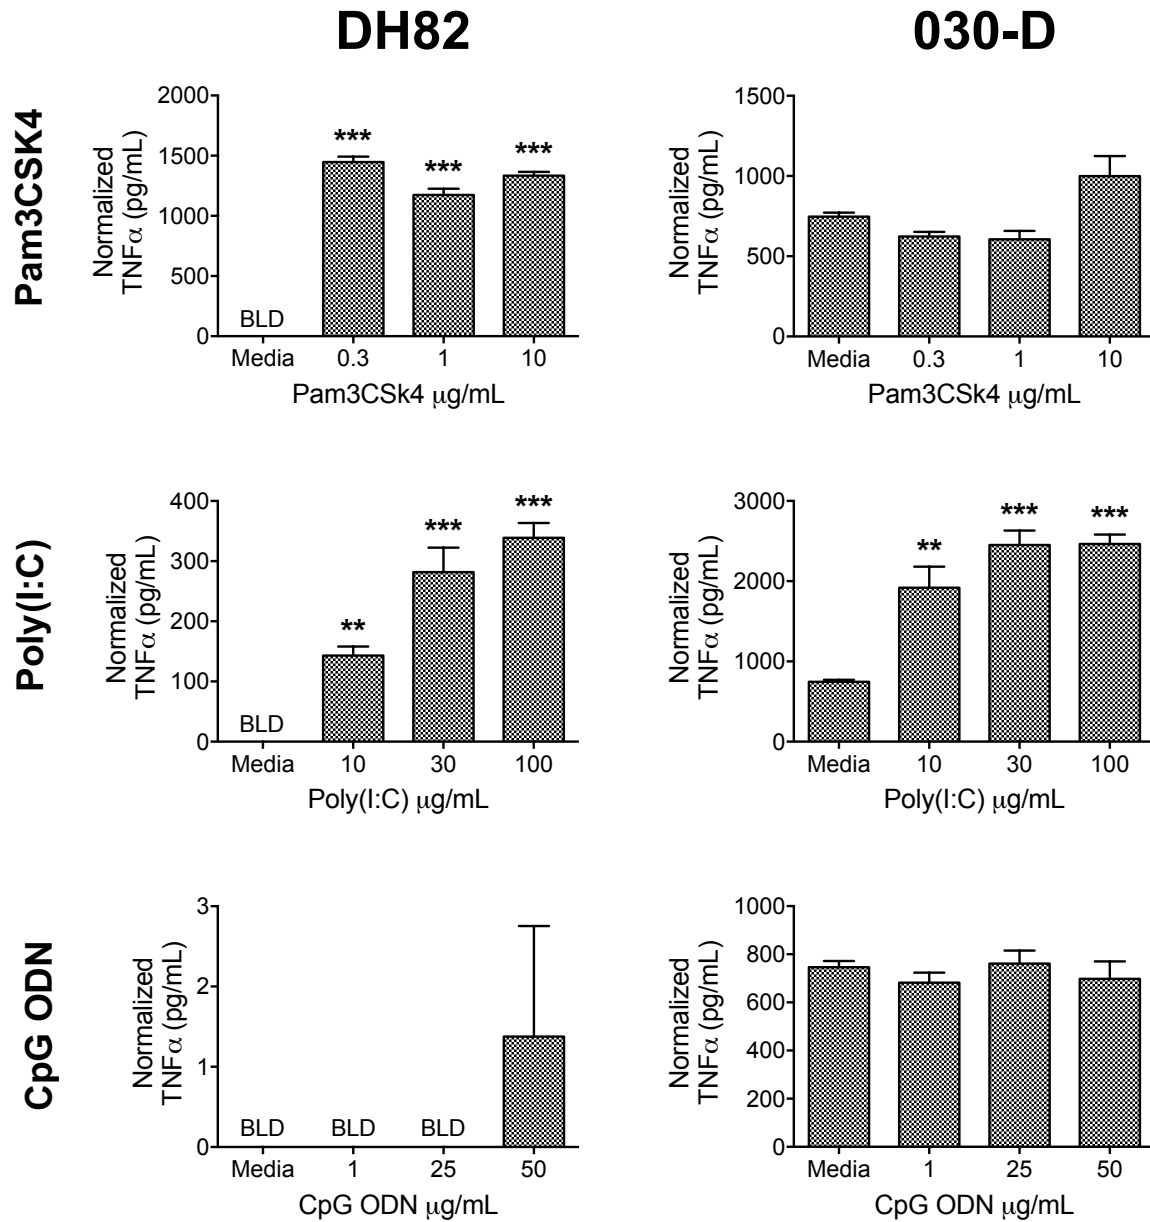 DH82
030-D
Pam3CSK4
Normalized
TNFα (pg/mL)
2000
1500
1000
500
0
BLD
***
***
***
Media 0.3 1 10
Pam3CSk4 μg/mL
Normalized
TNFα (pg/mL)
1500
1000
500
0
Media 0.3 1 10
Pam3CSk4 μg/mL
Poly(I:C)
Normalized
TNFα (pg/mL)
400
300
200
100
0
BLD
**
***
***
Media 10 30 100
Poly(I:C) μg/mL
Normalized
TNFα (pg/mL)
3000
2000
1000
0
**
***
***
Media 10 30 100
Poly(I:C) μg/mL
CpG ODN
Normalized
TNFα (pg/mL)
3
2
1
0
BLD BLD BLD
Media 1 25 50
CpG ODN μg/mL
Normalized
TNFα (pg/mL)
1000
800
600
400
200
0
Media 1 25 50
CpG ODN μg/mL